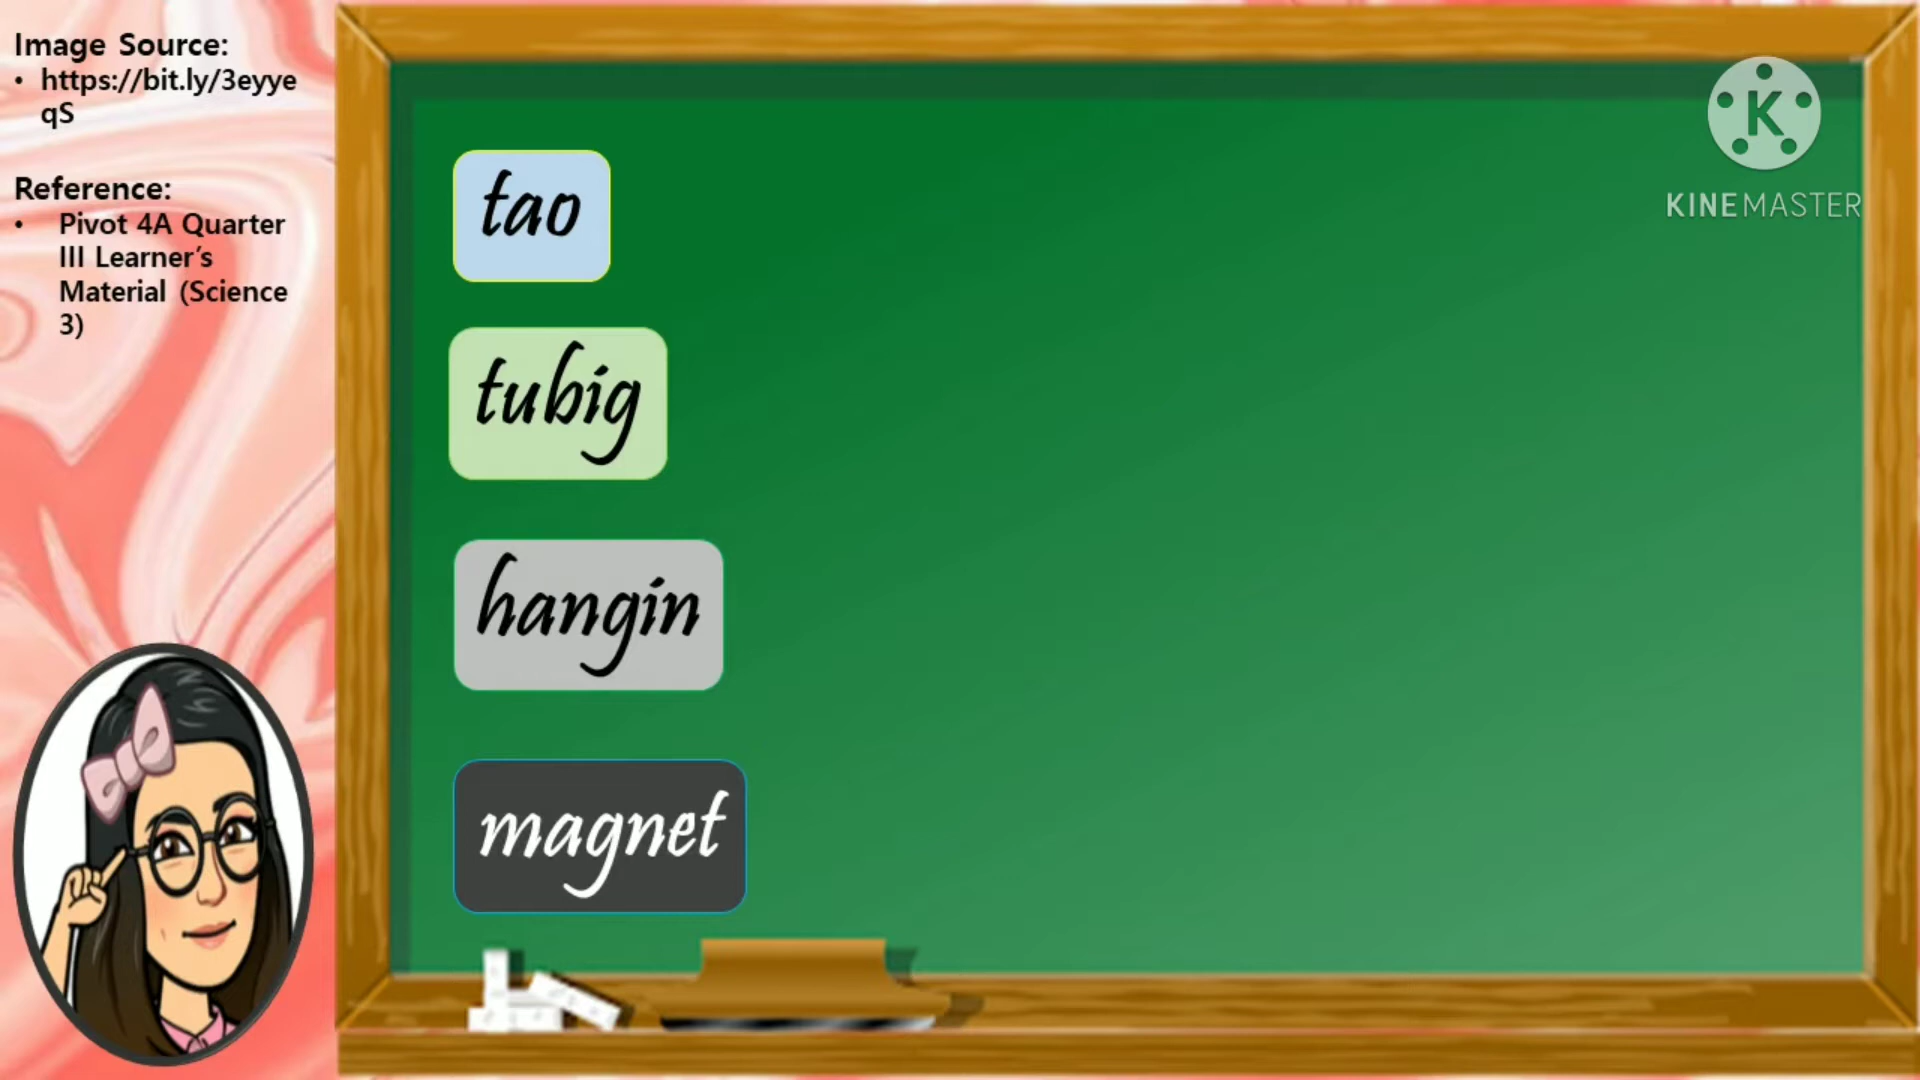 Image Source:
• https://bit.ly/3eyye
qS
Reference:
• Pivot 4A Quarter
III Learner's
Material (Science
3)
tao
tubig
hangin
magnet
K
KINEMASTER